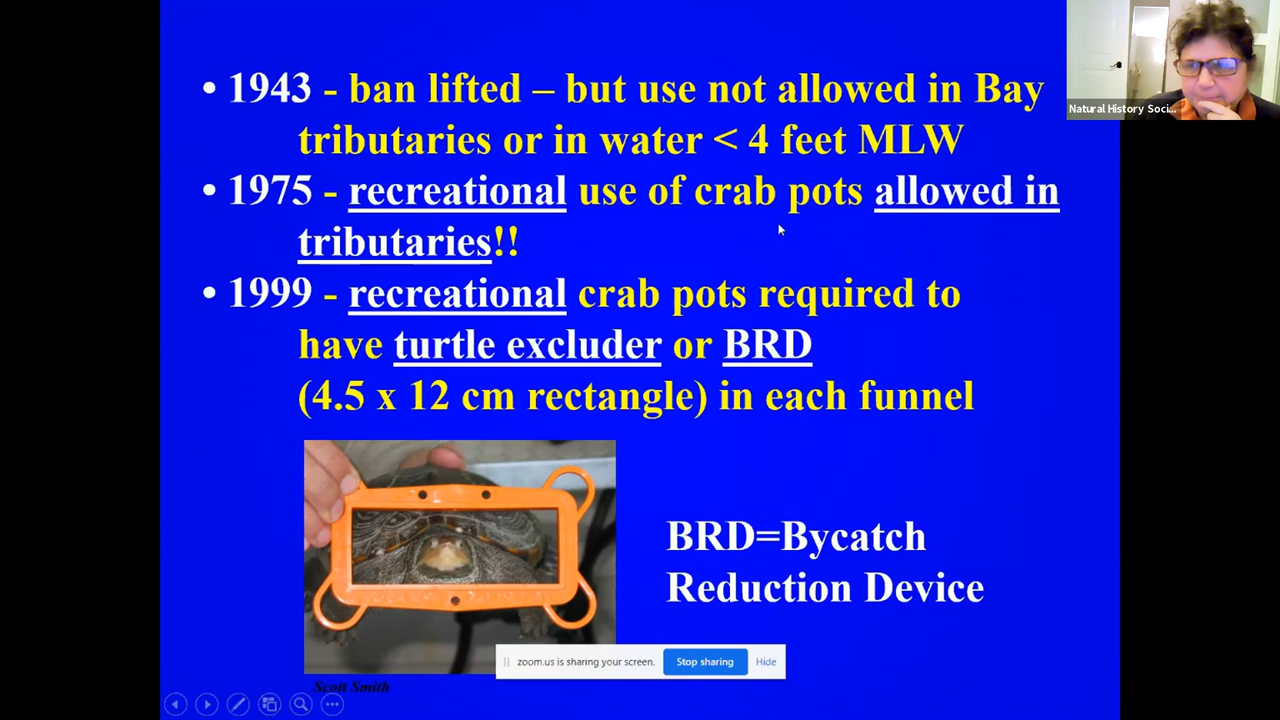 • 1943 - ban lifted – but use not allowed in Bay
tributaries or in water < 4 feet MLW
• 1975 - recreational use of crab pots allowed in
tributaries!!
• 1999 - recreational crab pots required to
have turtle excluder or BRD
(4.5 x 12 cm rectangle) in each funnel
BRD=Bycatch
Reduction Device
Scott Smith
Natural History Soci...
zoom.us is sharing your screen. Stop sharing Hide